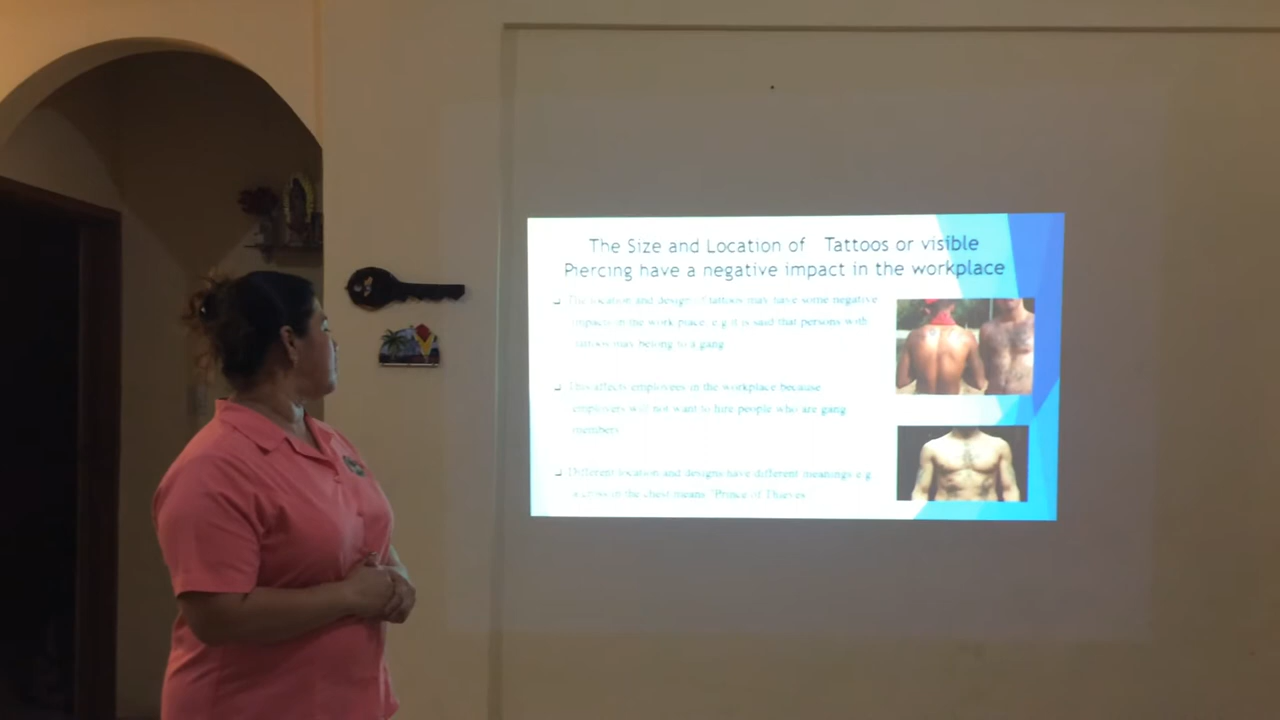 The Size and Location of Tattoos or visible
Piercing have a negative impact in the workplace
The location and design of tattoos may have some negative
impacts in the work place. e.g it is said that persons with
tattoos may belong to a gang.
This affects employees in the workplace because
employers will not want to hire people who are gang
members.
Different location and designs have different meanings e.g
a cross in the chest means "Prince of Thieves